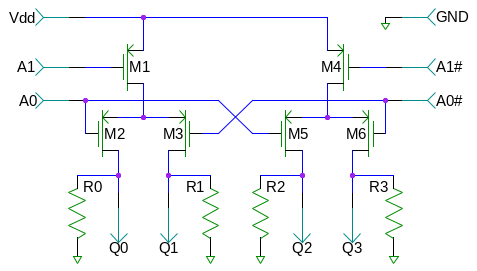 Vdd GND
A1 M1 M4 A1#
A0 A0#
M2 M3 M5 M6
R0 R1 R2 R3
Q0 Q1 Q2 Q3